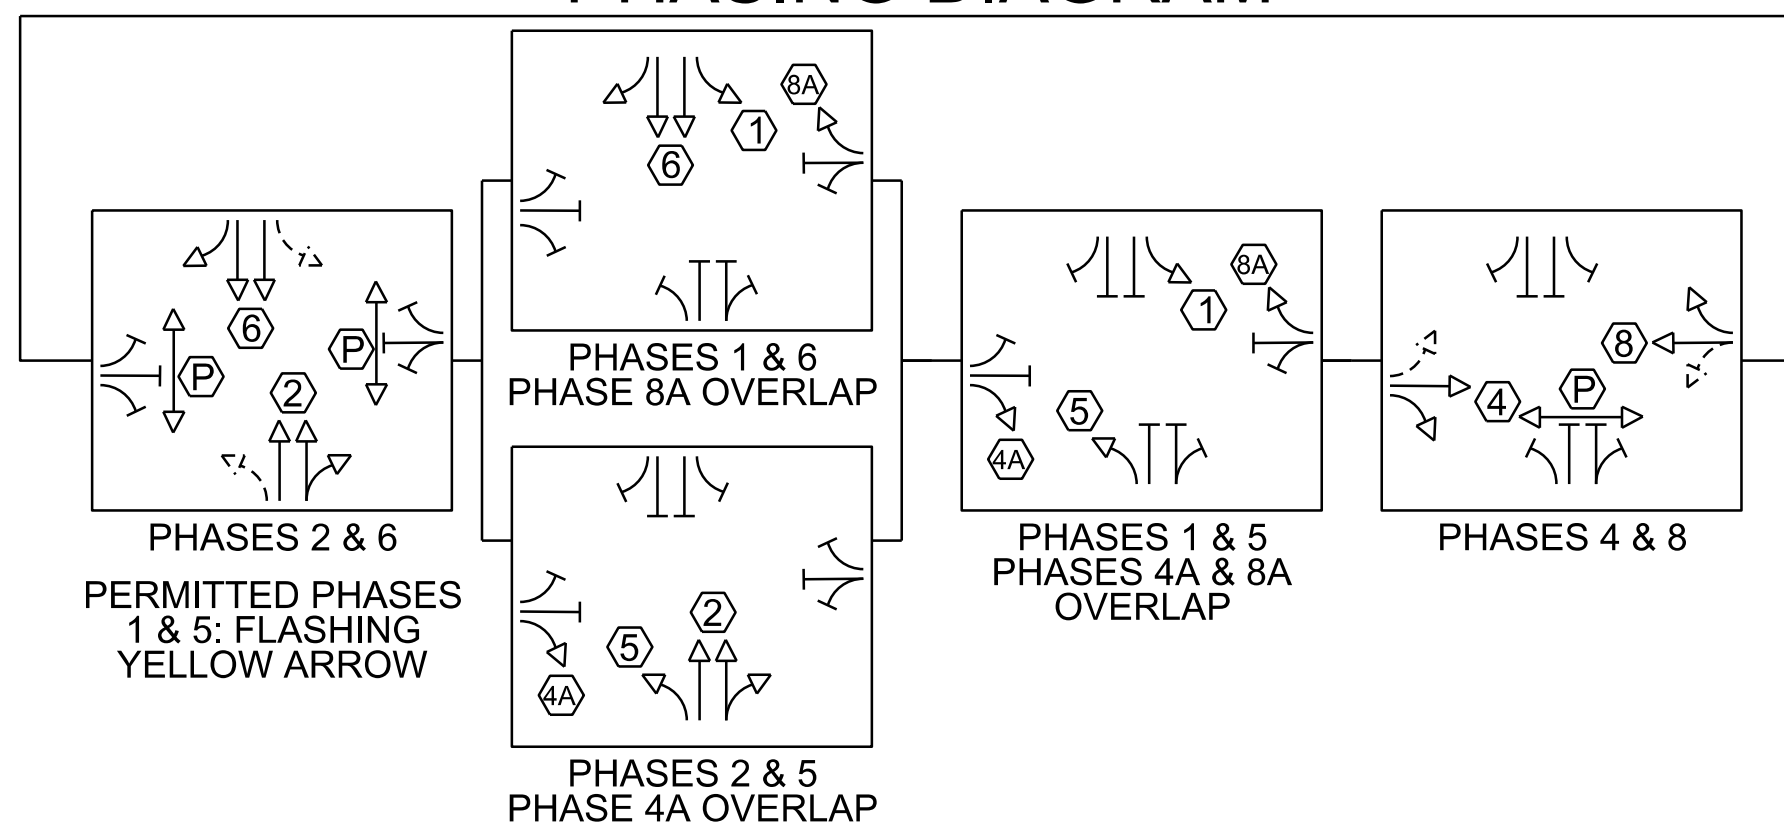 PHASING DIAGRAM
6
P
P
2
PHASES 2 & 6
PERMITTED PHASES
1 & 5: FLASHING
YELLOW ARROW
8A
1
6
PHASES 1 & 6
PHASE 8A OVERLAP
2
5
4A
PHASES 2 & 5
PHASE 4A OVERLAP
8A
1
5
4A
PHASES 1 & 5
PHASES 4A & 8A
OVERLAP
8
P
4
PHASES 4 & 8